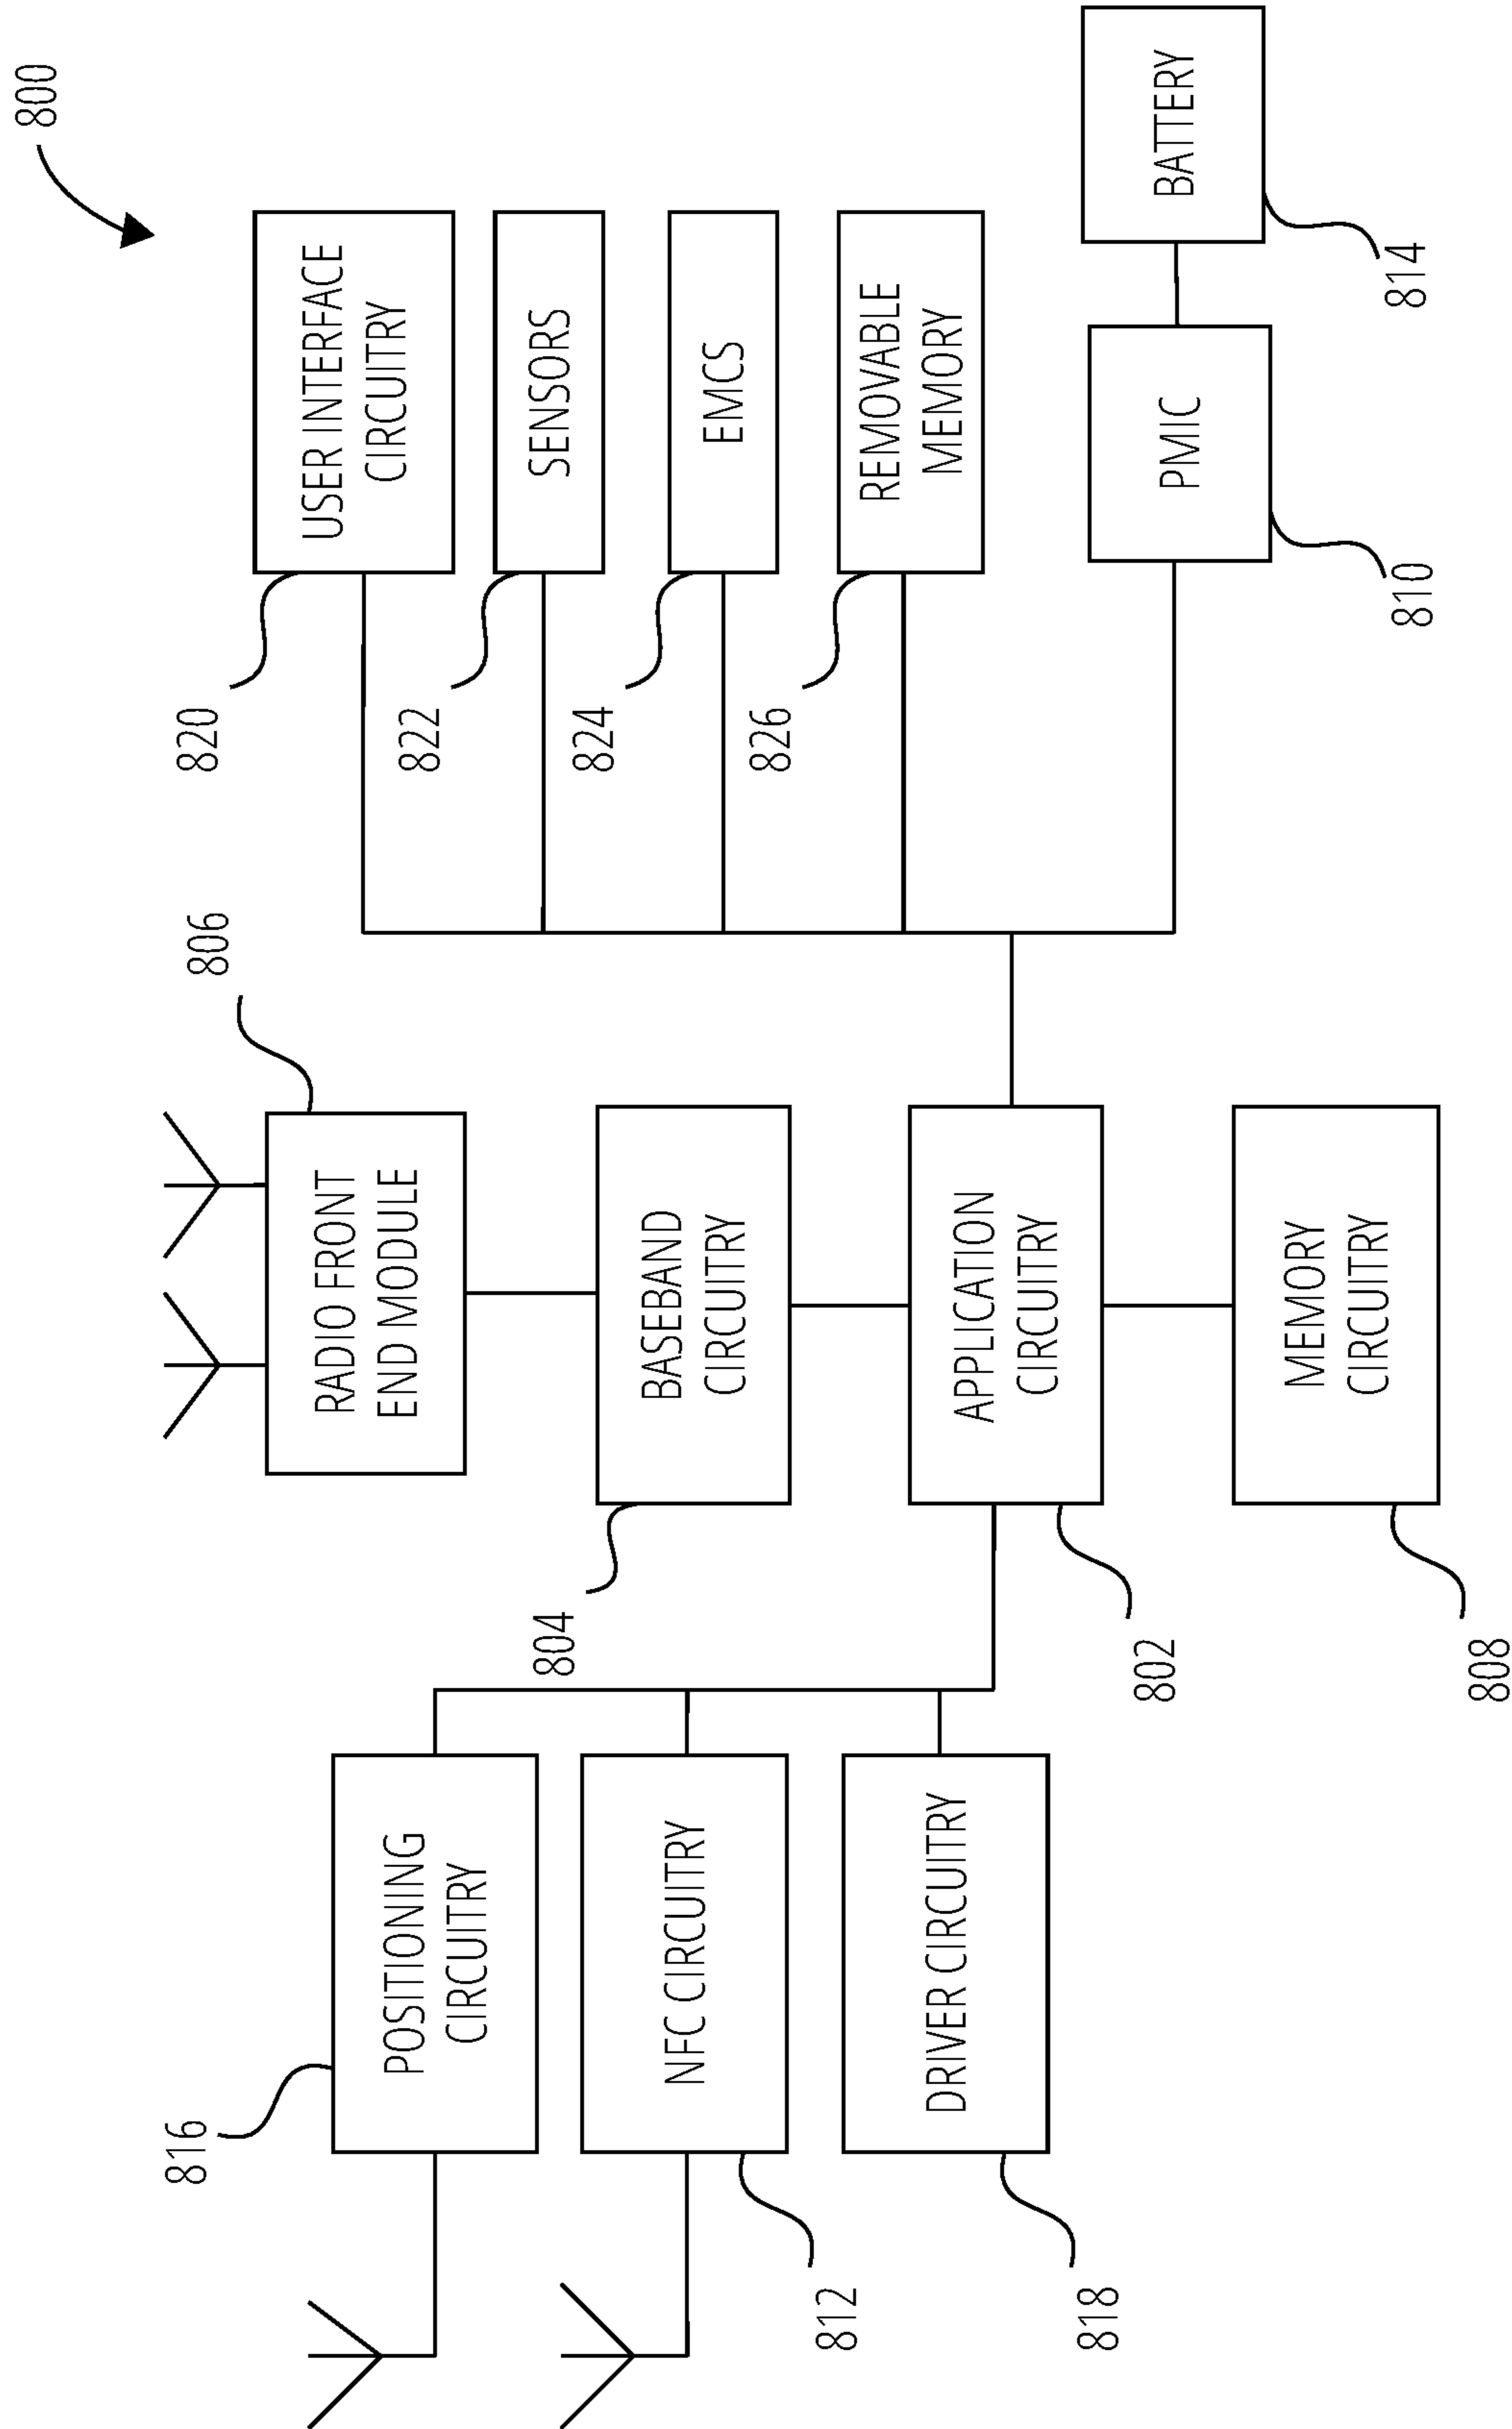 800
806
RADIO FRONT
END MODULE
816
POSITIONING
CIRCUITRY
820
USER INTERFACE
CIRCUITRY
822
SENSORS
804
BASEBAND
CIRCUITRY
812
NFC CIRCUITRY
824
EMCS
826
REMOVABLE
MEMORY
818
DRIVER CIRCUITRY
802
APPLICATION
CIRCUITRY
810
PMIC
814
BATTERY
808
MEMORY
CIRCUITRY